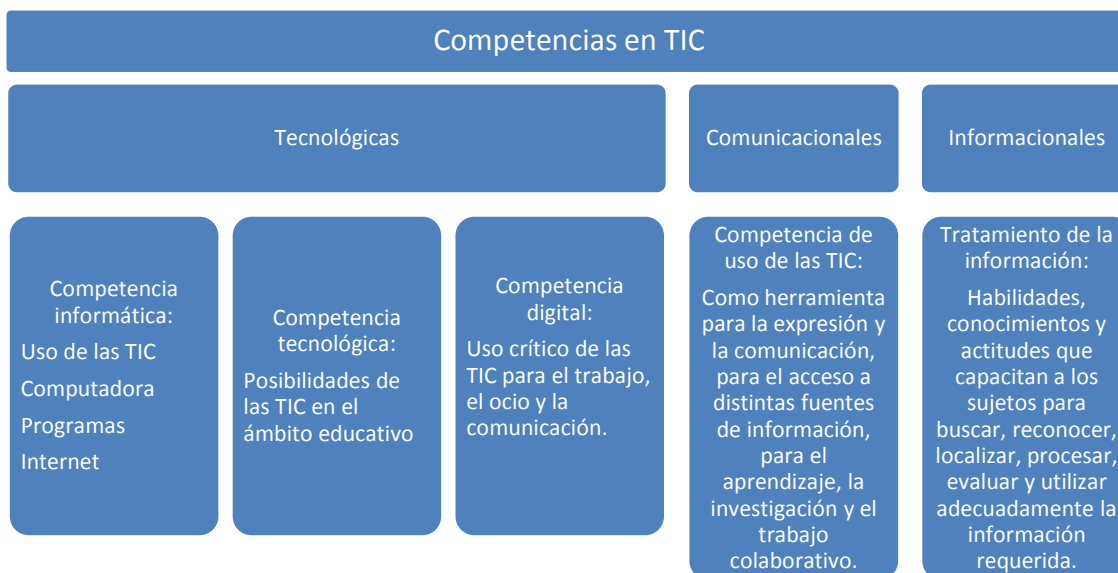 Competencias en TIC
Tecnológicas
Comunicacionales
Informacionales
Competencia
informática:
Uso de las TIC
Computadora
Programas
Internet
Competencia
tecnológica:
Posibilidades de
las TIC en el
ámbito educativo
Competencia
digital:
Uso crítico de las
TIC para el trabajo,
el ocio y la
comunicación.
Competencia de
uso de las TIC:
Como herramienta
para la expresión y
la comunicación,
para el acceso a
distintas fuentes
de información,
para el
aprendizaje, la
investigación y el
trabajo
colaborativo.
Tratamiento de la
información:
Habilidades,
conocimientos y
actitudes que
capacitan a los
sujetos para
buscar, reconocer,
localizar, procesar,
evaluar y utilizar
adecuadamente la
información
requerida.